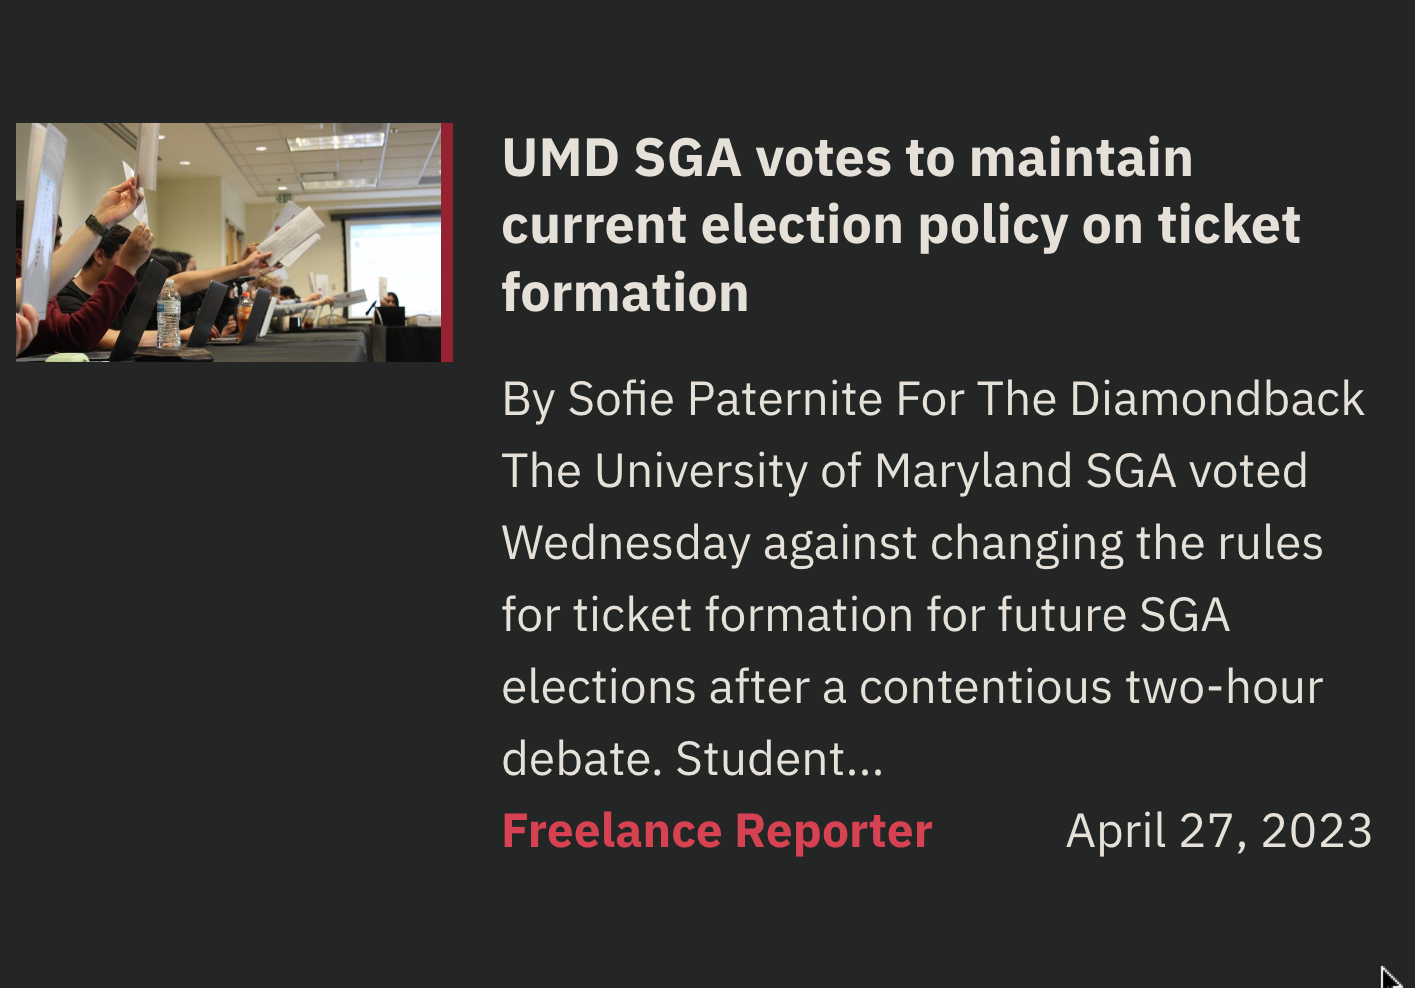 UMD SGA votes to maintain
current election policy on ticket
formation
By Sofie Paternite For The Diamondback
The University of Maryland SGA voted
Wednesday against changing the rules
for ticket formation for future SGA
elections after a contentious two-hour
debate. Student...
Freelance Reporter
April 27, 2023